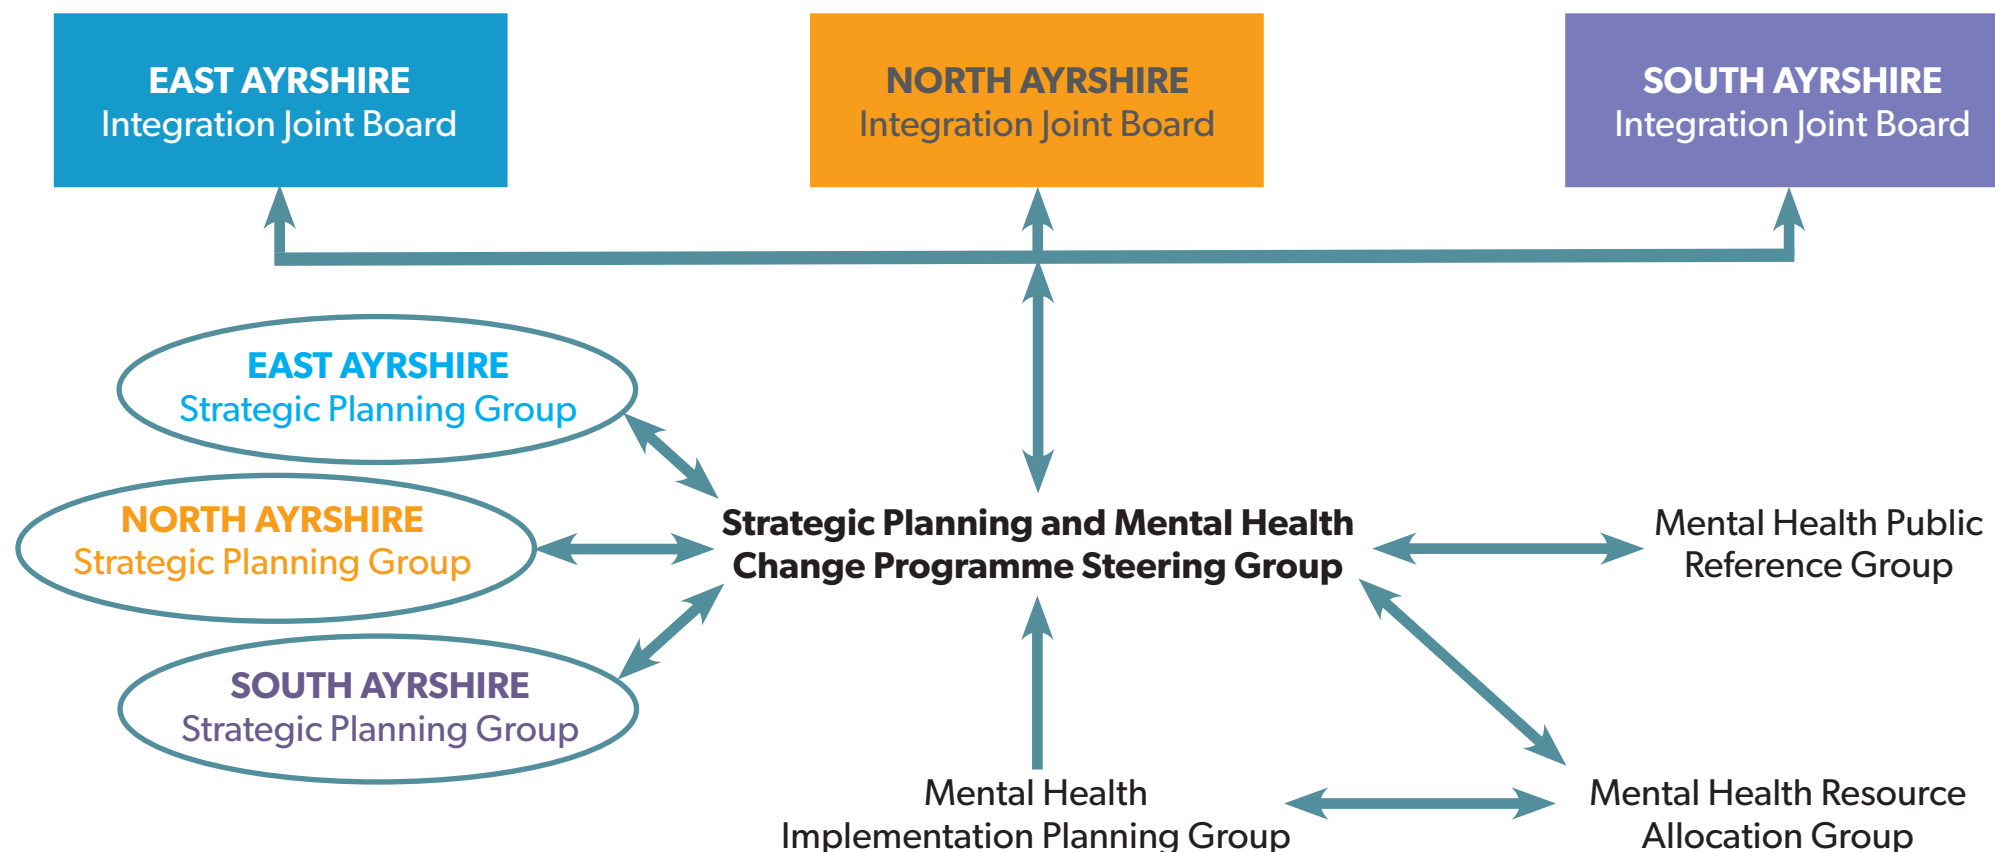 EAST AYRSHIRE
Integration Joint Board
NORTH AYRSHIRE
Integration Joint Board
SOUTH AYRSHIRE
Integration Joint Board
EAST AYRSHIRE
Strategic Planning Group
NORTH AYRSHIRE
Strategic Planning Group
SOUTH AYRSHIRE
Strategic Planning Group
Strategic Planning and Mental Health
Change Programme Steering Group
Mental Health Public
Reference Group
Mental Health
Implementation Planning Group
Mental Health Resource
Allocation Group